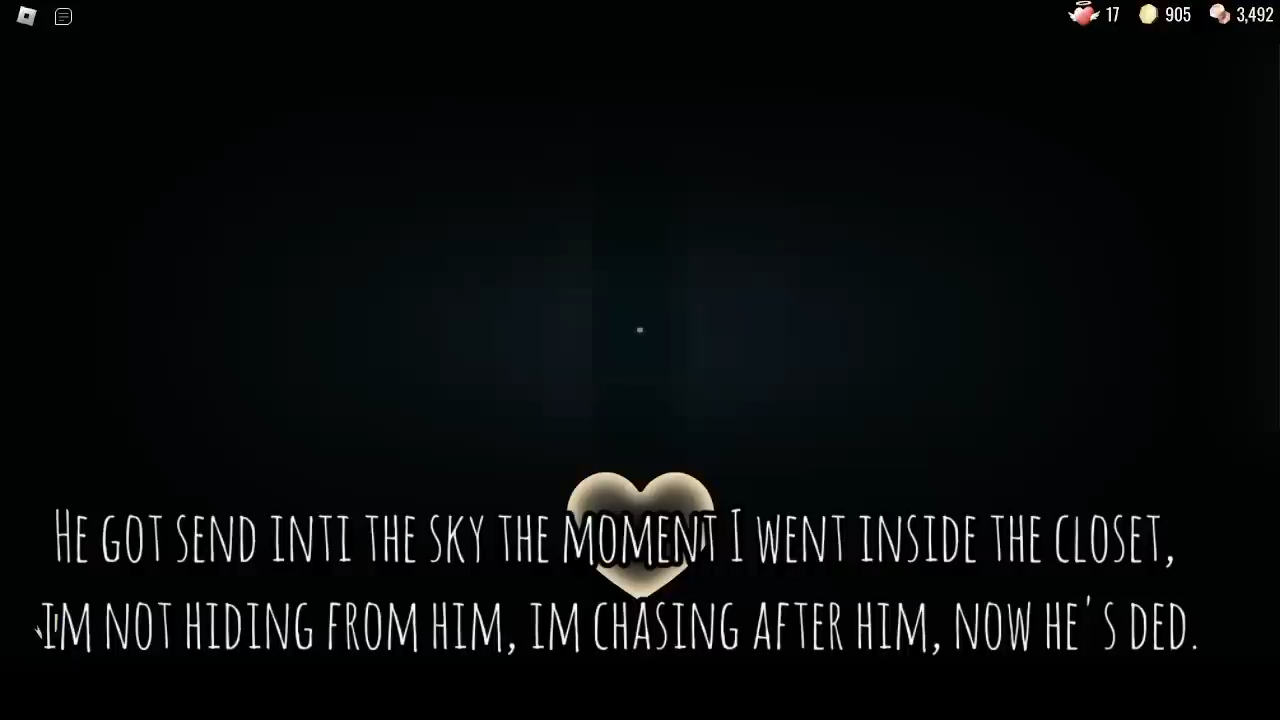 17 905 3,492
He got send inti the sky the moment I went inside the closet,
i'm not hiding from him, im chasing after him, now he's ded.